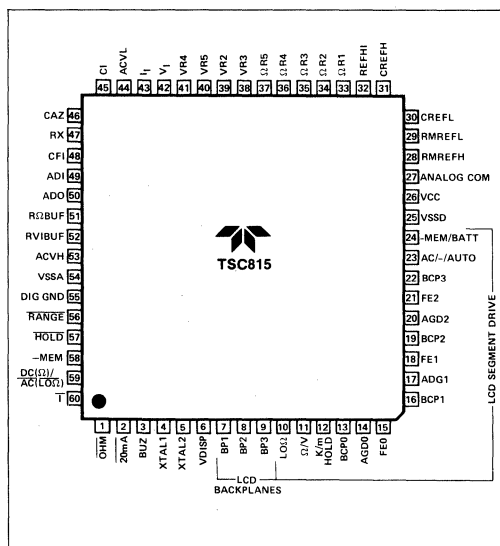 CI ACVL I_I V_I VR4 VR5 VR2 VR3 ΩR5 ΩR4 ΩR3 ΩR2 ΩR1 REFHI CREFH
45 44 43 42 41 40 39 38 37 36 35 34 33 32 31
CAZ 46
RX 47
CFI 48
ADI 49
ADO 50
RΩBUF 51
RVIBUF 52
ACVH 53
VSSA 54
DIG GND 55
RANGE 56
HOLD 57
-MEM 58
DC(Ω)/
AC(LOΩ) 59
I 60
TSC815
30 CREFL
29 RMREFL
28 RMREFH
27 ANALOG COM
26 VCC
25 VSSD
24 -MEM/BATT
23 AC/-/AUTO
22 BCP3
21 FE2
20 AGD2
19 BCP2
18 FE1
17 ADG1
16 BCP1
LCD SEGMENT DRIVE
1 2 3 4 5 6 7 8 9 10 11 12 13 14 15
OHM 20mA BUZ XTAL1 XTAL2 VDISP BP1 BP2 BP3 LOΩ Ω/V K/m HOLD BCP0 AGD0 FE0
LCD
BACKPLANES